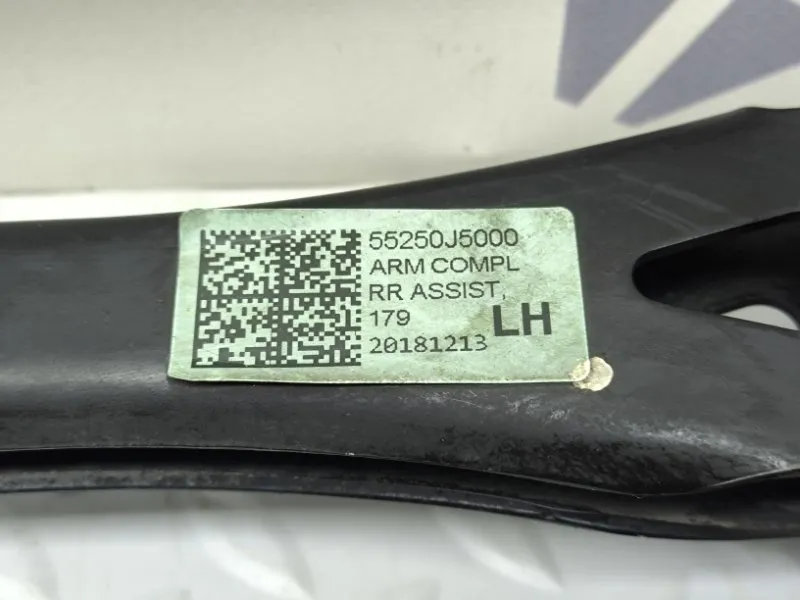 55250J5000
ARM COMPL
RR ASSIST,
179 LH
20181213